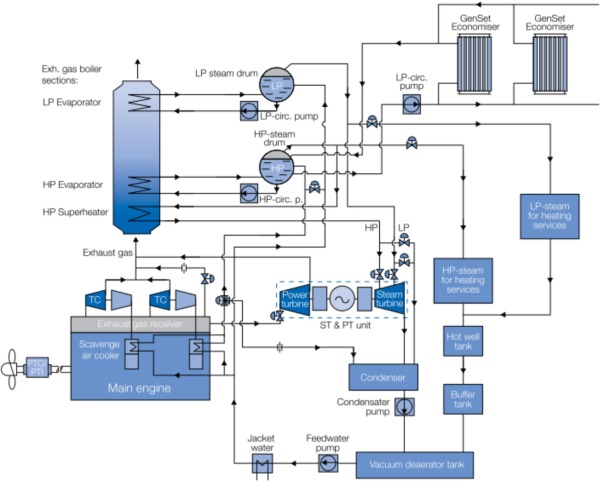 GenSet
Economiser
GenSet
Economiser
Exh. gas boiler
sections:
LP steam drum
LP
LP Evaporator
LP-circ. pump
LP-circ.
pump
HP-steam
drum
HP
HP Evaporator
HP-circ. p.
HP Superheater
LP-steam
for heating
services
HP
LP
Exhaust gas
HP-steam
for heating
services
TC
TC
Power
turbine
Steam
turbine
ST & PT unit
Exhaust gas receiver
Scavenge
air cooler
Hot well
tank
PTO/
PTI
Main engine
Condenser
Buffer
tank
Condensater
pump
Jacket
water
Feedwater
pump
Vacuum deaerator tank